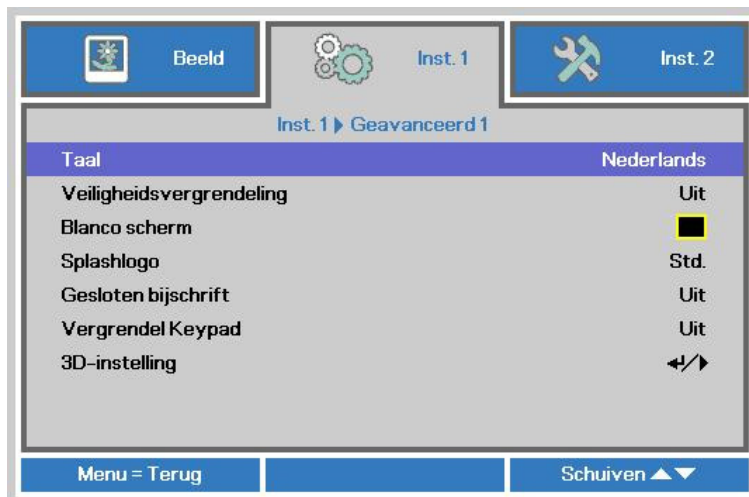 Beeld
Inst. 1
Inst. 2
Inst. 1 ▶ Geavanceerd 1
Taal Nederlands
Veiligheidsvergrendeling Uit
Blanco scherm
Splashlogo Std.
Gesloten bijschrift Uit
Vergrendel Keypad Uit
3D-instelling ↵/▶
Menu = Terug
Schuiven ▲▼